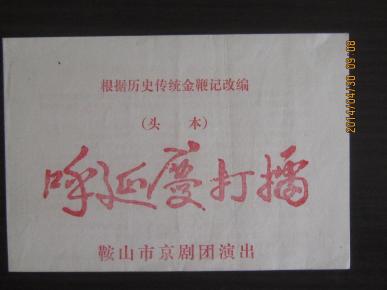 根据历史传统金鞭记改编
(头 本)
呼延庆打擂
鞍山市京剧团演出
2014/04/30 09:08